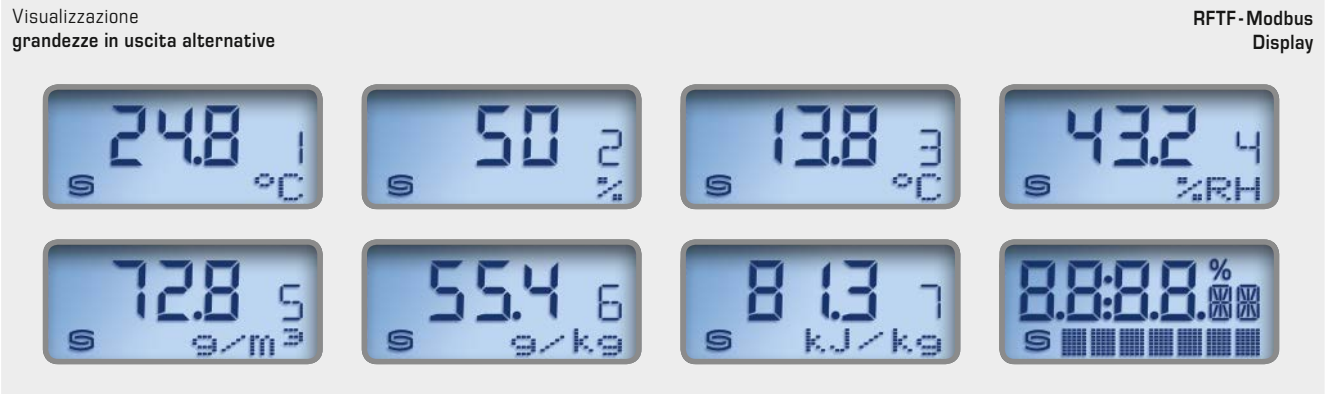 Visualizzazione
grandezze in uscita alternative
RFTF-Modbus
Display
24.8 1
°C
50 2
%
13.8 3
°C
43.2 4
%RH
72.8 5
g/m³
55.4 6
g/kg
81.3 7
kJ/kg
8.8:8.8.%